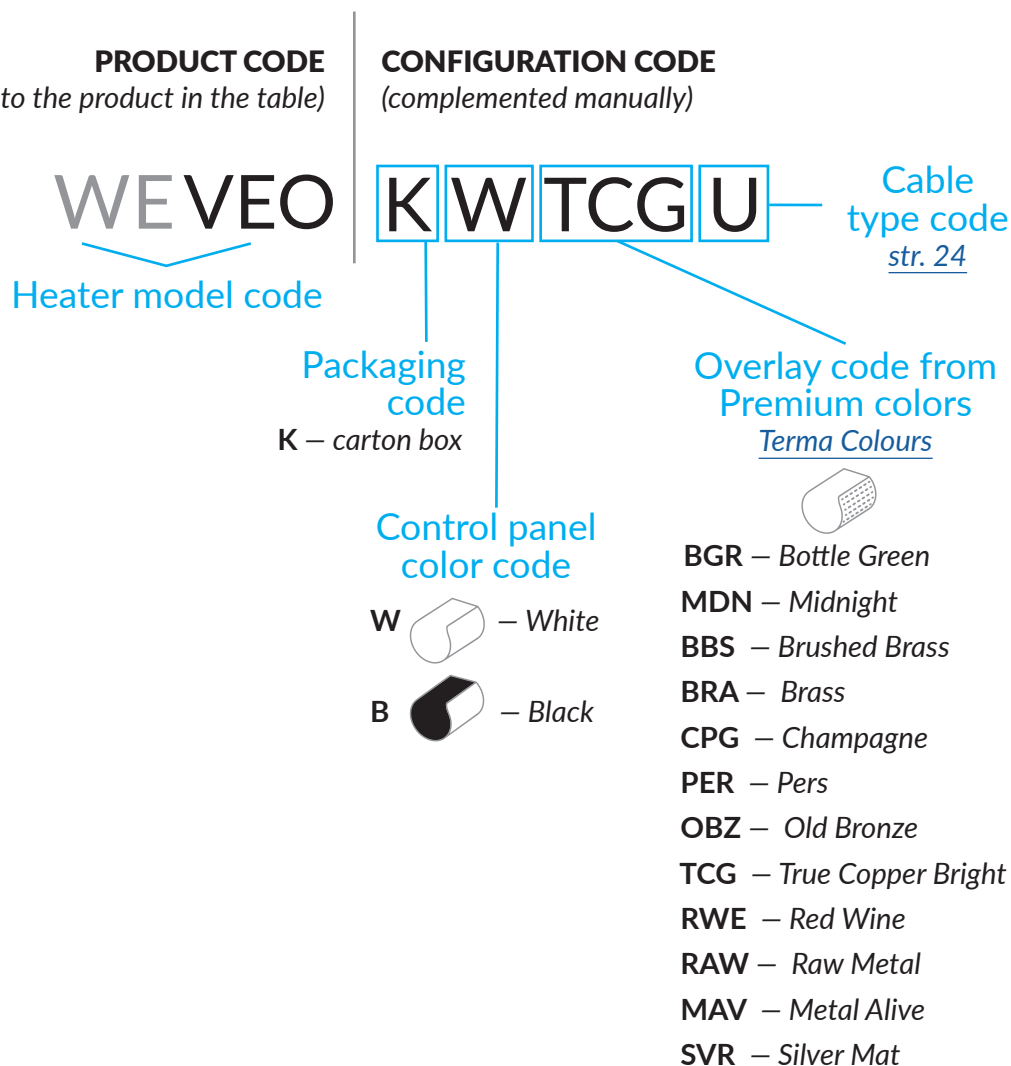 PRODUCT CODE
to the product in the table)
CONFIGURATION CODE
(complemented manually)
WEVEO KWTCGU
Cable
type code
str. 24
Heater model code
Packaging
code
K – carton box
Overlay code from
Premium colors
Terma Colours
Control panel
color code
W – White
B – Black
BGR – Bottle Green
MDN – Midnight
BBS – Brushed Brass
BRA – Brass
CPG – Champagne
PER – Pers
OBZ – Old Bronze
TCG – True Copper Bright
RWE – Red Wine
RAW – Raw Metal
MAV – Metal Alive
SVR – Silver Mat